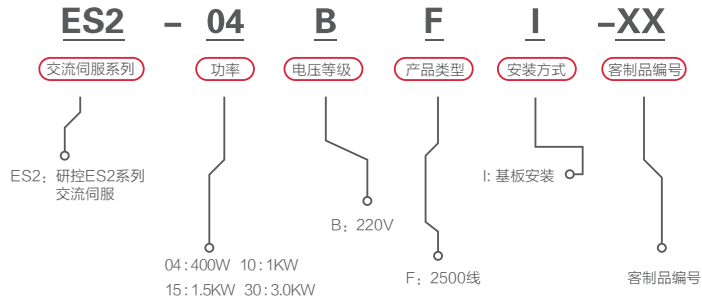 ES2 - 04 B F I -XX
交流伺服系列 功率 电压等级 产品类型 安装方式 客制品编号
ES2：研控ES2系列
交流伺服
I: 基板安装
B：220V
04 : 400W 10 : 1KW
15 : 1.5KW 30 : 3.0KW
F：2500线
客制品编号